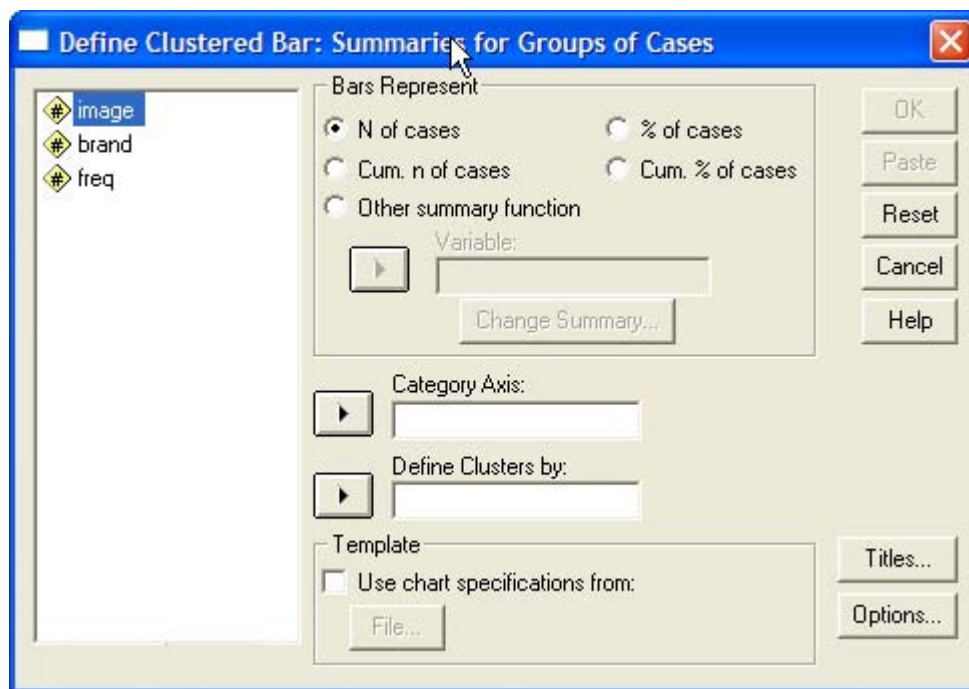 Define Clustered Bar: Summaries for Groups of Cases
# image
# brand
# freq
Bars Represent
N of cases
% of cases
Cum. n of cases
Cum. % of cases
Other summary function
Variable:
Change Summary...
Category Axis:
Define Clusters by:
Template
Use chart specifications from:
File...
OK
Paste
Reset
Cancel
Help
Titles...
Options...